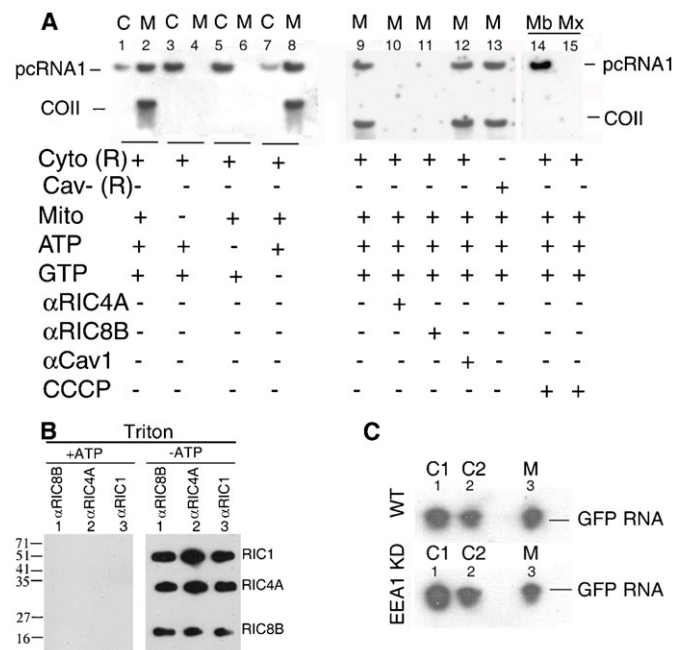 A
C M C M C M C M M M M M M Mb Mx
1 2 3 4 5 6 7 8 9 10 11 12 13 14 15
pcRNA1 pcRNA1
COII COII
Cyto (R) + + + + + + + + - + +
Cav- (R) - - - - - - - - + - -
Mito + - + + + + + + + + +
ATP + + - + + + + + + + +
GTP + + + - + + + + + + +
αRIC4A - - - - - + - - - - -
αRIC8B - - - - - - + - - - -
αCav1 - - - - - - - + - - -
CCCP - - - - - - - - - + +
B
Triton
+ATP -ATP
αRIC8B αRIC4A αRIC1 αRIC8B αRIC4A αRIC1
1 2 3 1 2 3
71
51 RIC1
41
35 RIC4A
27
16 RIC8B
C
C1 C2 M
1 2 3
WT GFP RNA
C1 C2 M
1 2 3
EEA1 KD GFP RNA